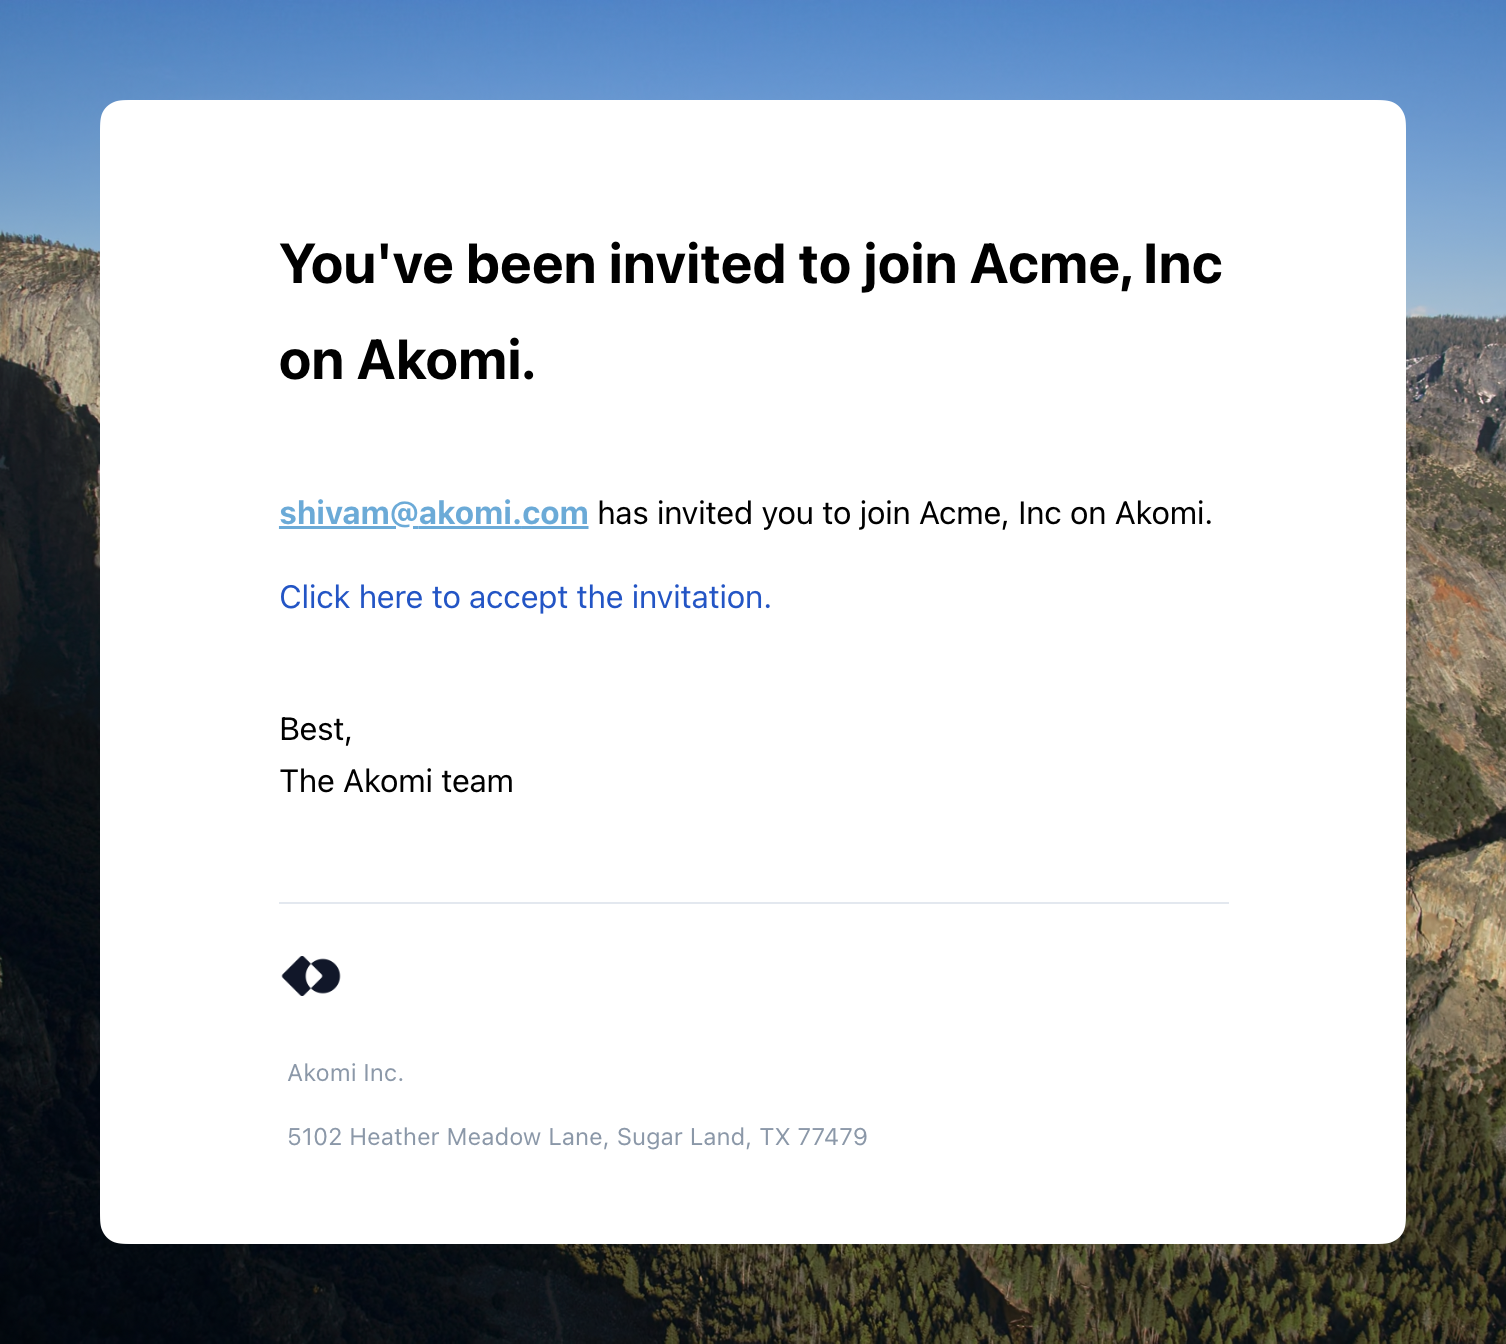 You've been invited to join Acme, Inc
on Akomi.
shivam@akomi.com has invited you to join Acme, Inc on Akomi.
Click here to accept the invitation.
Best,
The Akomi team
Akomi Inc.
5102 Heather Meadow Lane, Sugar Land, TX 77479